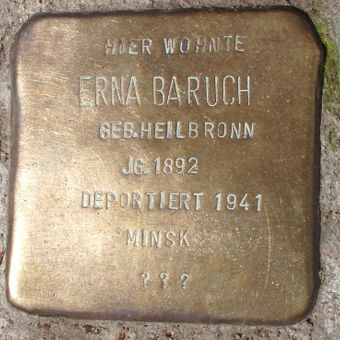 HIER WOHNTE
ERNA BARUCH
GEB.HEILBRONN
JG.1892
DEPORTIERT 1941
MINSK
? ? ?